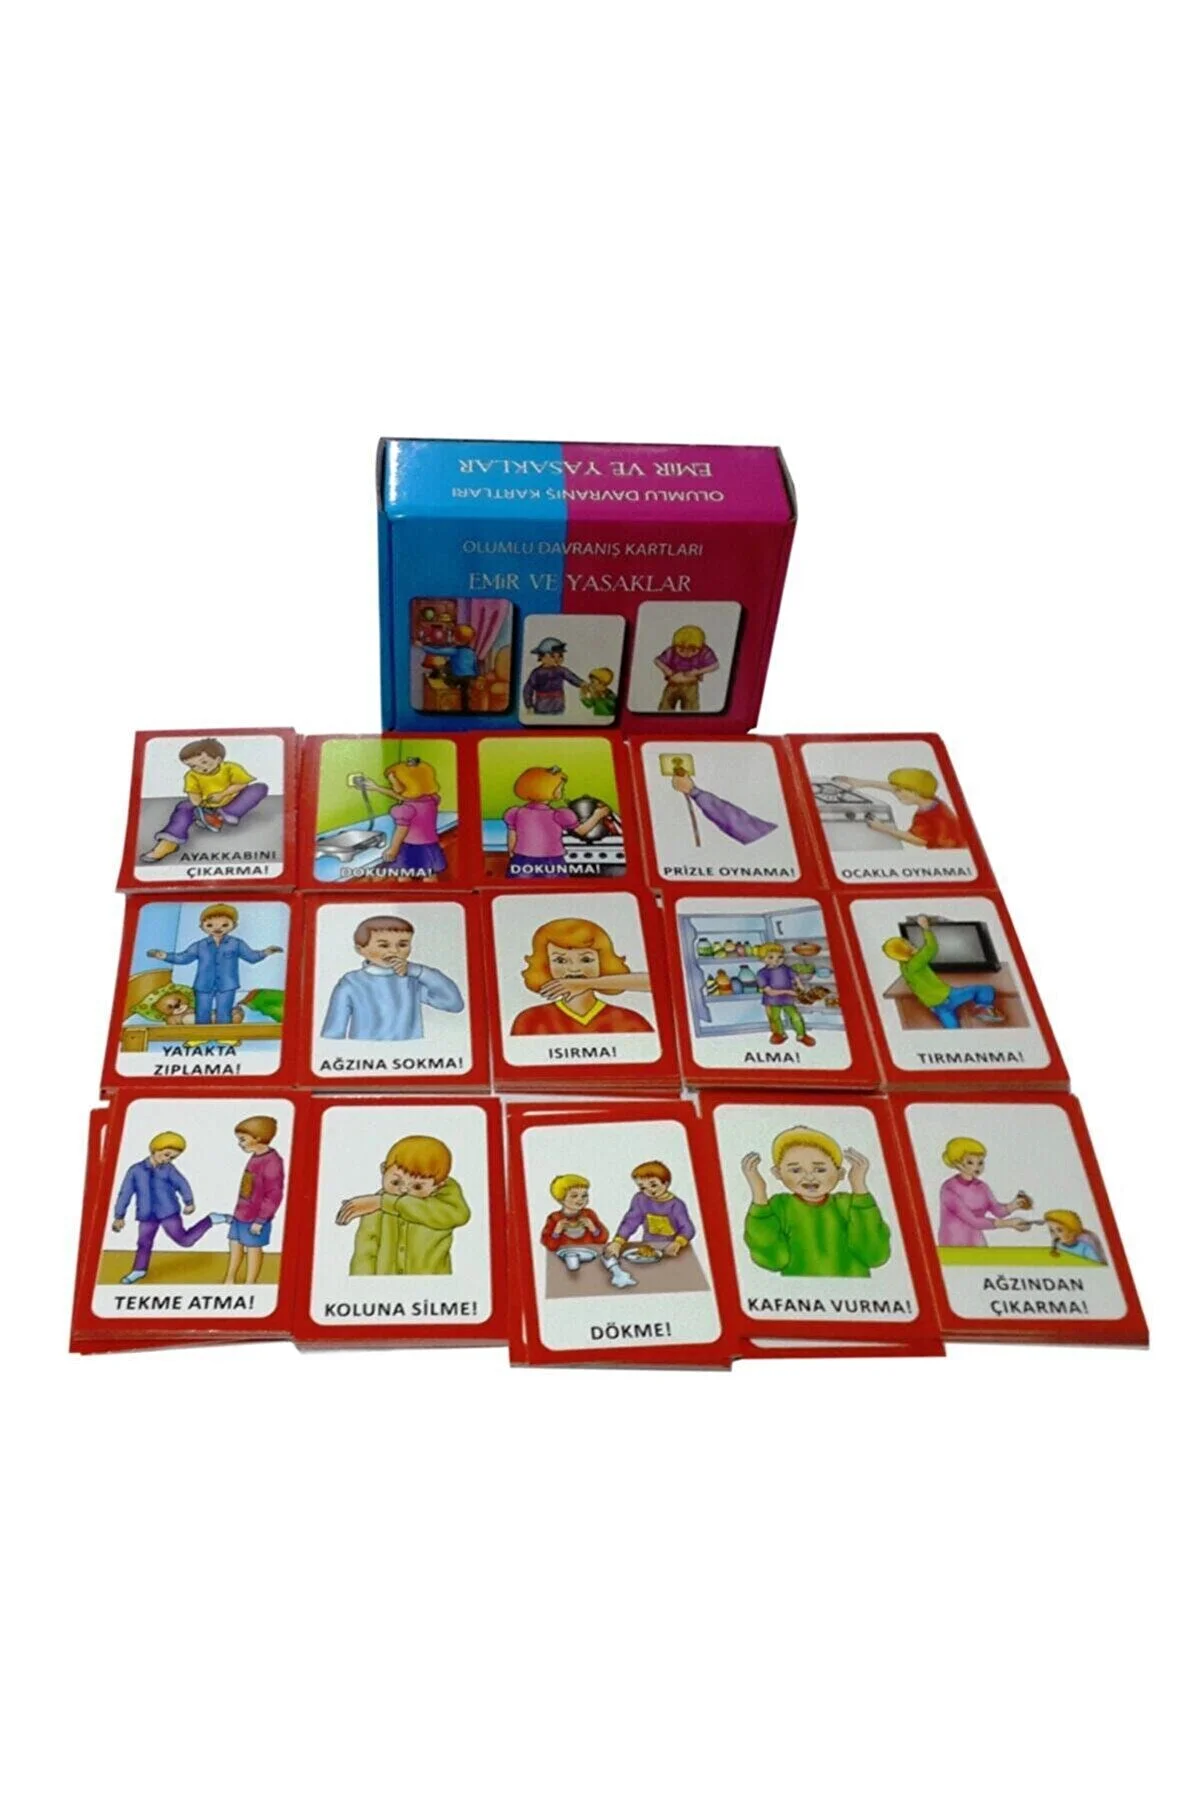 EMİR VE YASAKLAR
OLUMLU DAVRANIŞ KARTLARI
OLUMLU DAVRANIŞ KARTLARI
EMİR VE YASAKLAR
AYAKKABINI
ÇIKARMA!
DOKUNMA!
DOKUNMA!
PRİZLE OYNAMA!
OCAKLA OYNAMA!
YATAKTA
ZIPLAMA!
AĞZINA SOKMA!
ISIRMA!
ALMA!
TIRMANMA!
TEKME ATMA!
KOLUNA SİLME!
DÖKME!
KAFANA VURMA!
AĞZINDAN
ÇIKARMA!